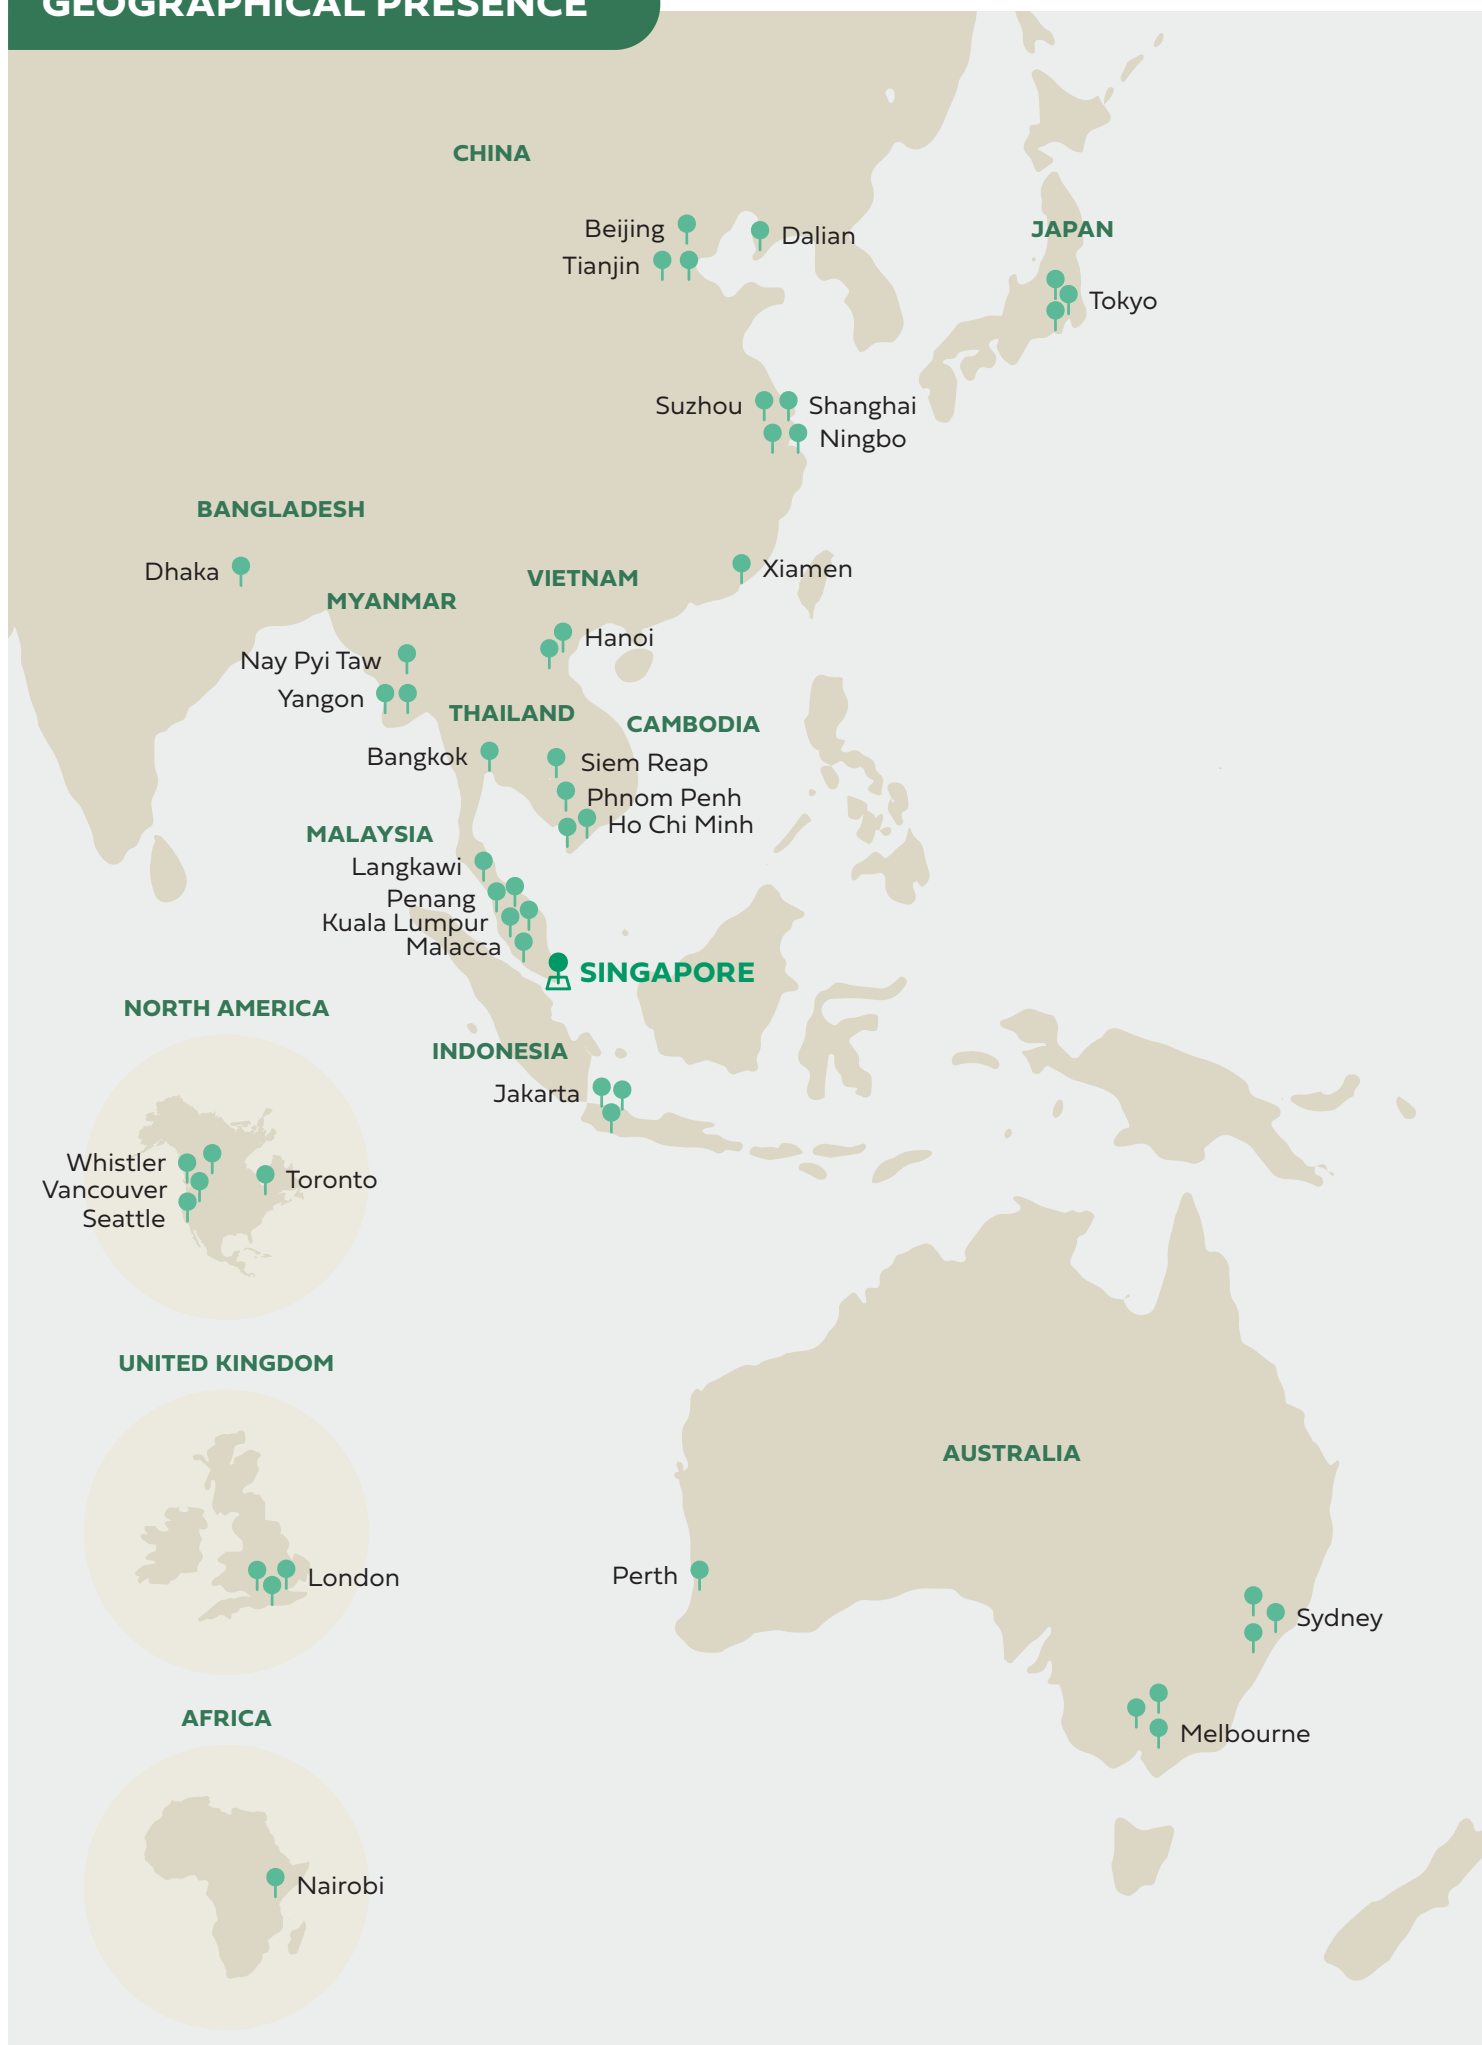 GEOGRAPHICAL PRESENCE
CHINA
Beijing
Dalian
Tianjin
JAPAN
Tokyo
Suzhou
Shanghai
Ningbo
BANGLADESH
Dhaka
Xiamen
VIETNAM
MYANMAR
Hanoi
Nay Pyi Taw
Yangon
THAILAND
CAMBODIA
Bangkok
Siem Reap
Phnom Penh
Ho Chi Minh
MALAYSIA
Langkawi
Penang
Kuala Lumpur
Malacca
SINGAPORE
NORTH AMERICA
INDONESIA
Jakarta
Whistler
Vancouver
Seattle
Toronto
UNITED KINGDOM
London
AUSTRALIA
Perth
Sydney
Melbourne
AFRICA
Nairobi